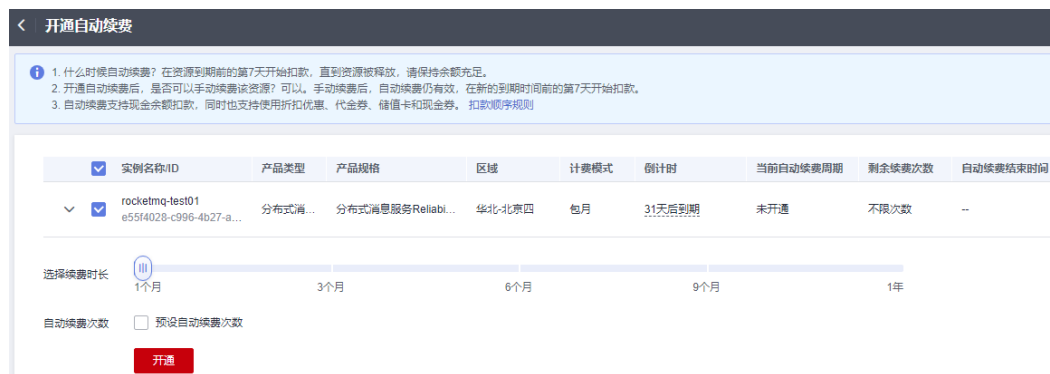 开通自动续费
1. 什么时候自动续费？在资源到期前的第7天开始扣款，直到资源被释放，请保持余额充足。
2. 开通自动续费后，是否可以手动续费该资源？可以。手动续费后，自动续费仍有效，在新的到期时间前的第7天开始扣款。
3. 自动续费支持现金余额扣款，同时也支持使用折扣优惠、代金券、储值卡和现金券。 扣款顺序规则
实例名称/ID 产品类型 产品规格 区域 计费模式 倒计时 当前自动续费周期 剩余续费次数 自动续费结束时间
rocketmq-test01
e55f4028-c996-4b27-a... 分布式消... 分布式消息服务Reliabi... 华北-北京四 包月 31天后到期 未开通 不限次数 --
选择续费时长
1个月 3个月 6个月 9个月 1年
自动续费次数 预设自动续费次数
开通